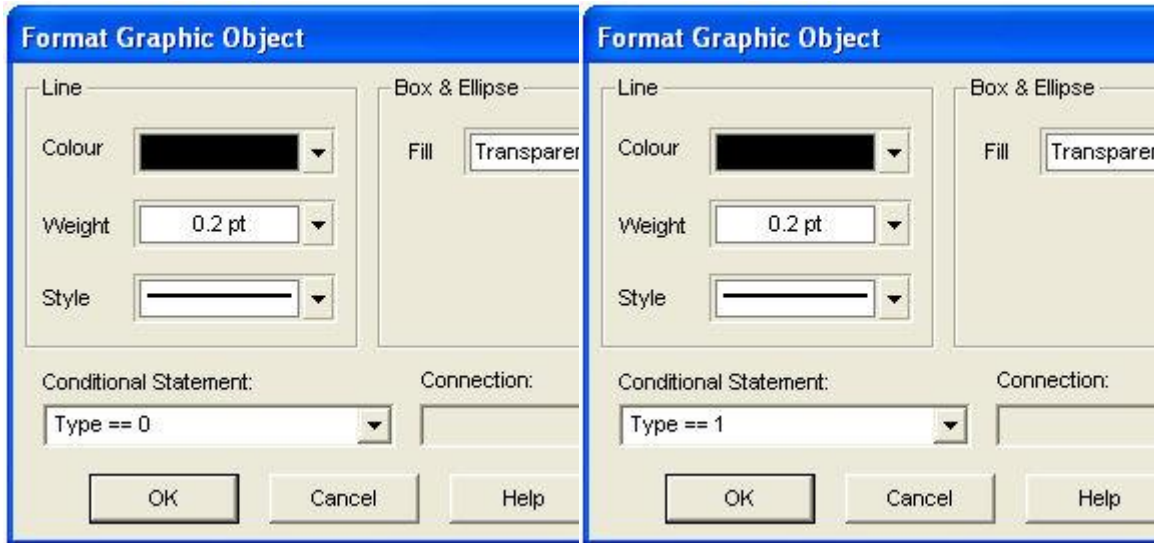 Format Graphic Object
Line
Box & Ellipse
Colour
Fill
Transparen
Weight
0.2 pt
Style
Conditional Statement:
Connection:
Type == 0
OK
Cancel
Help
Format Graphic Object
Line
Box & Ellipse
Colour
Fill
Transparen
Weight
0.2 pt
Style
Conditional Statement:
Connection:
Type == 1
OK
Cancel
Help